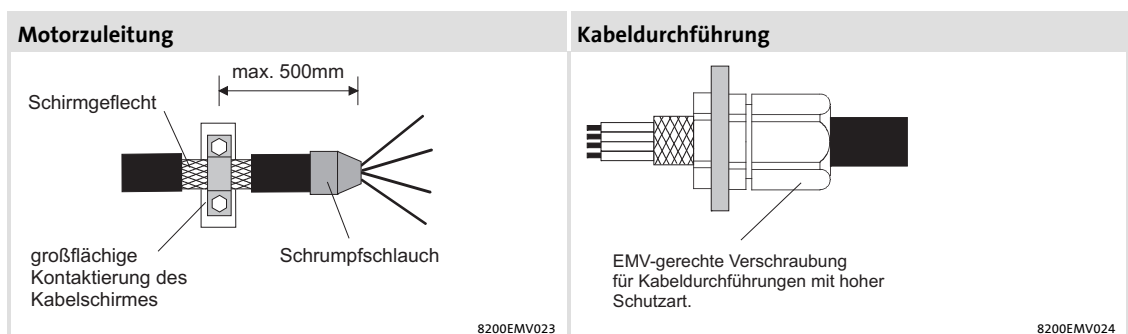 Motorzuleitung
max. 500mm
Schirmgeflecht
großflächige
Kontaktierung des
Kabelschirmes
Schrumpfschlauch
8200EMV023
Kabeldurchführung
EMV-gerechte Verschraubung
für Kabeldurchführungen mit hoher
Schutzart.
8200EMV024